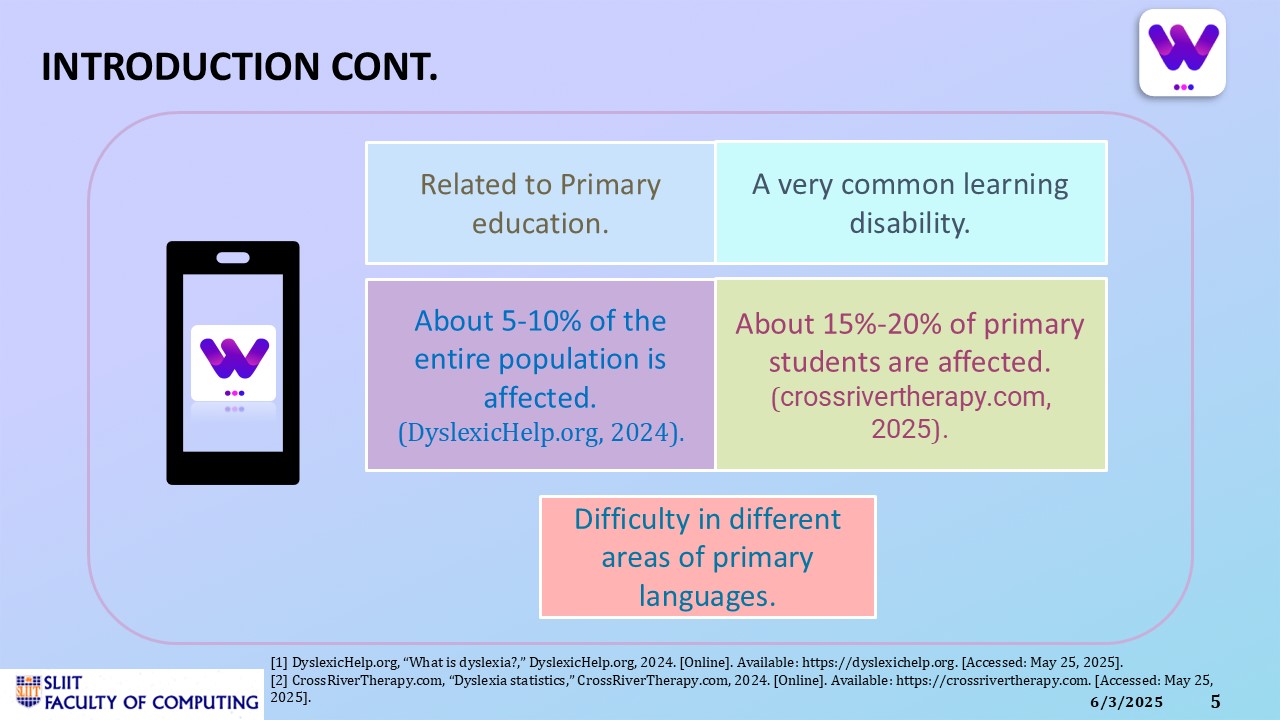 INTRODUCTION CONT.
W
Related to Primary
education.
A very common learning
disability.
About 5-10% of the
entire population is
affected.
(DyslexicHelp.org, 2024).
About 15%-20% of primary
students are affected.
(crossrivertherapy.com,
2025).
W
Difficulty in different
areas of primary
languages.
[1] DyslexicHelp.org, “What is dyslexia?,” DyslexicHelp.org, 2024. [Online]. Available: https://dyslexichelp.org. [Accessed: May 25, 2025].
[2] CrossRiverTherapy.com, “Dyslexia statistics,” CrossRiverTherapy.com, 2024. [Online]. Available: https://crossrivertherapy.com. [Accessed: May 25,
2025].
SLIIT
SLIIT
FACULTY OF COMPUTING
6/3/2025
5